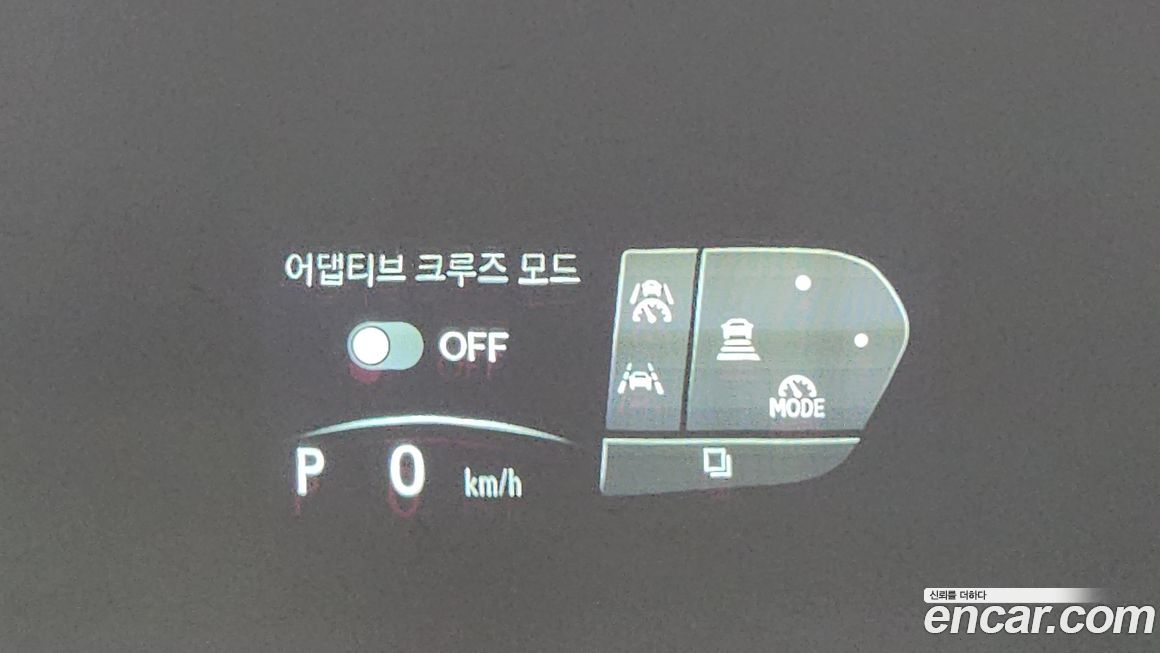 어댑티브 크루즈 모드
OFF
MODE
P 0 km/h
신뢰를 더하다
encar.com